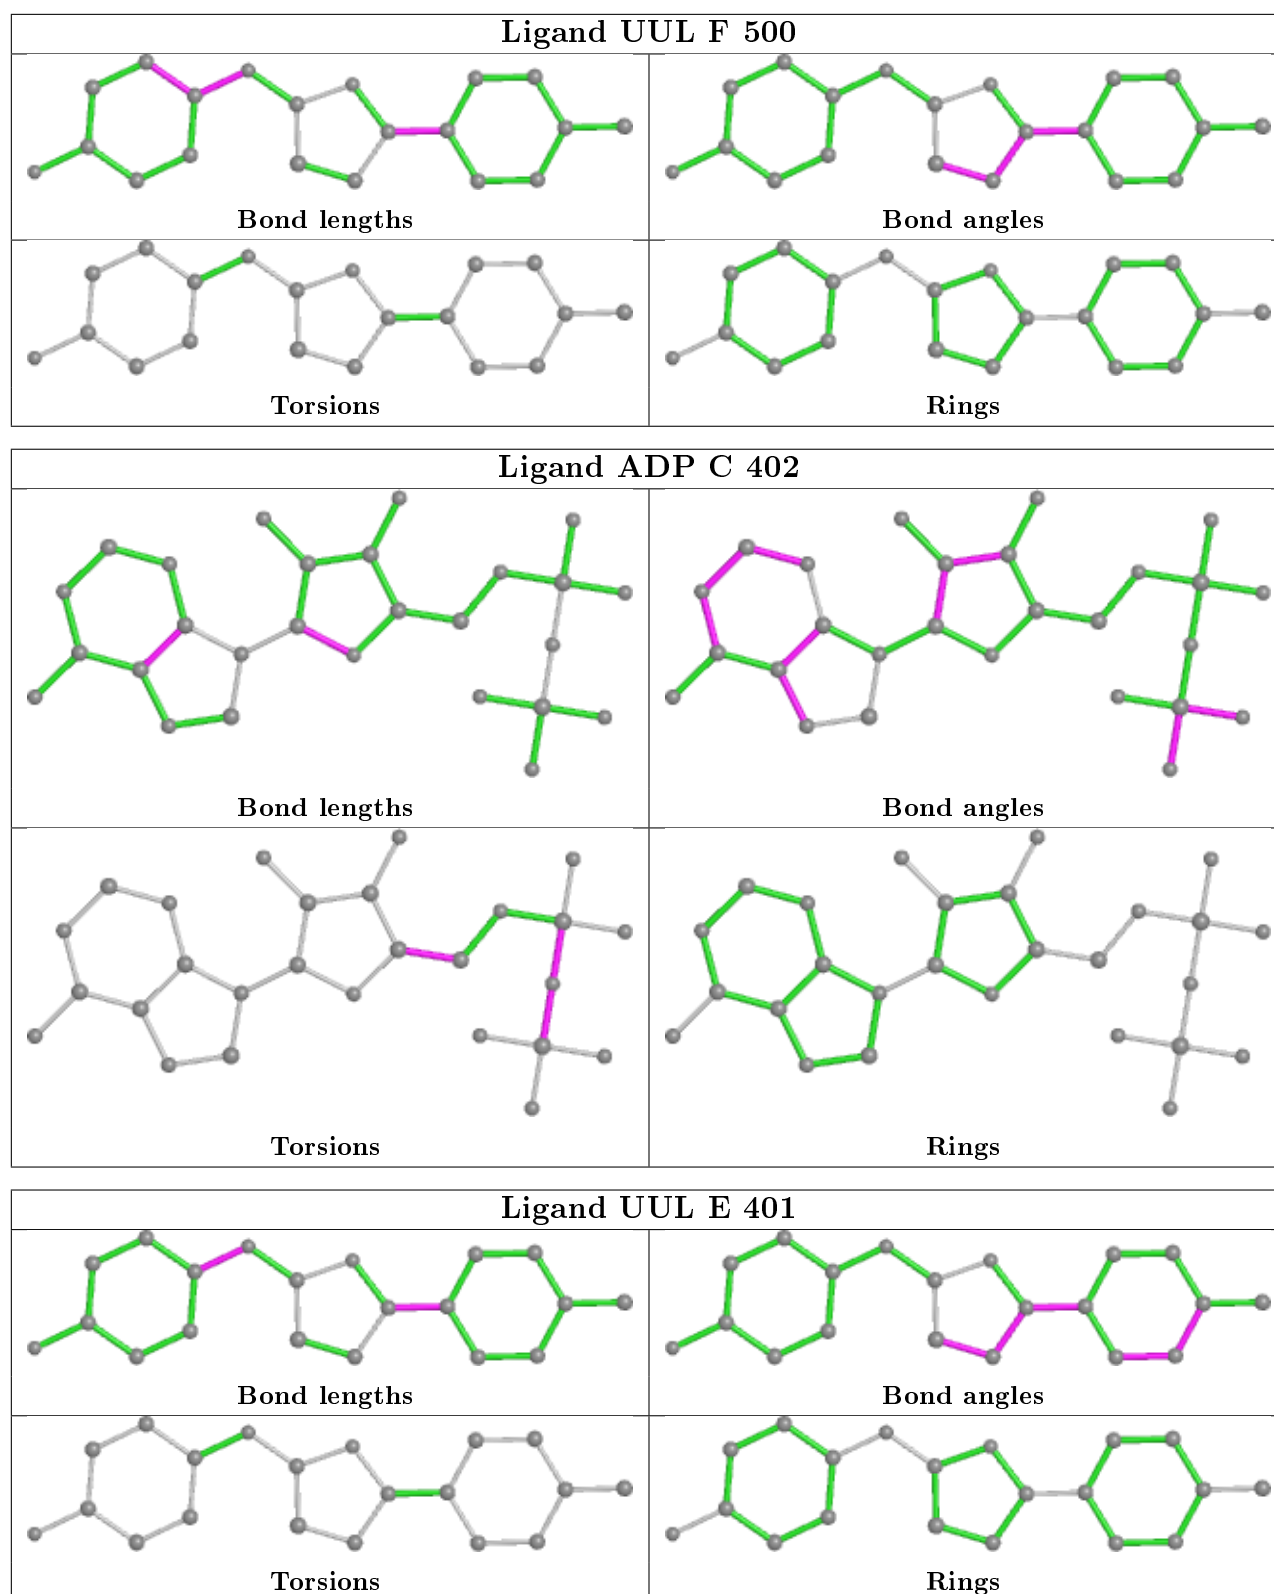 Ligand UUL F 500
Bond lengths
Bond angles
Torsions
Rings
Ligand ADP C 402
Bond lengths
Bond angles
Torsions
Rings
Ligand UUL E 401
Bond lengths
Bond angles
Torsions
Rings